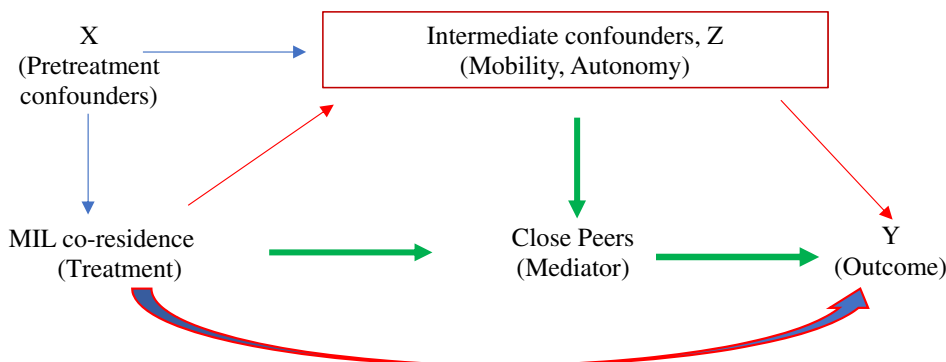 X
(Pretreatment
confounders)
Intermediate confounders, Z
(Mobility, Autonomy)
MIL co-residence
(Treatment)
Close Peers
(Mediator)
Y
(Outcome)